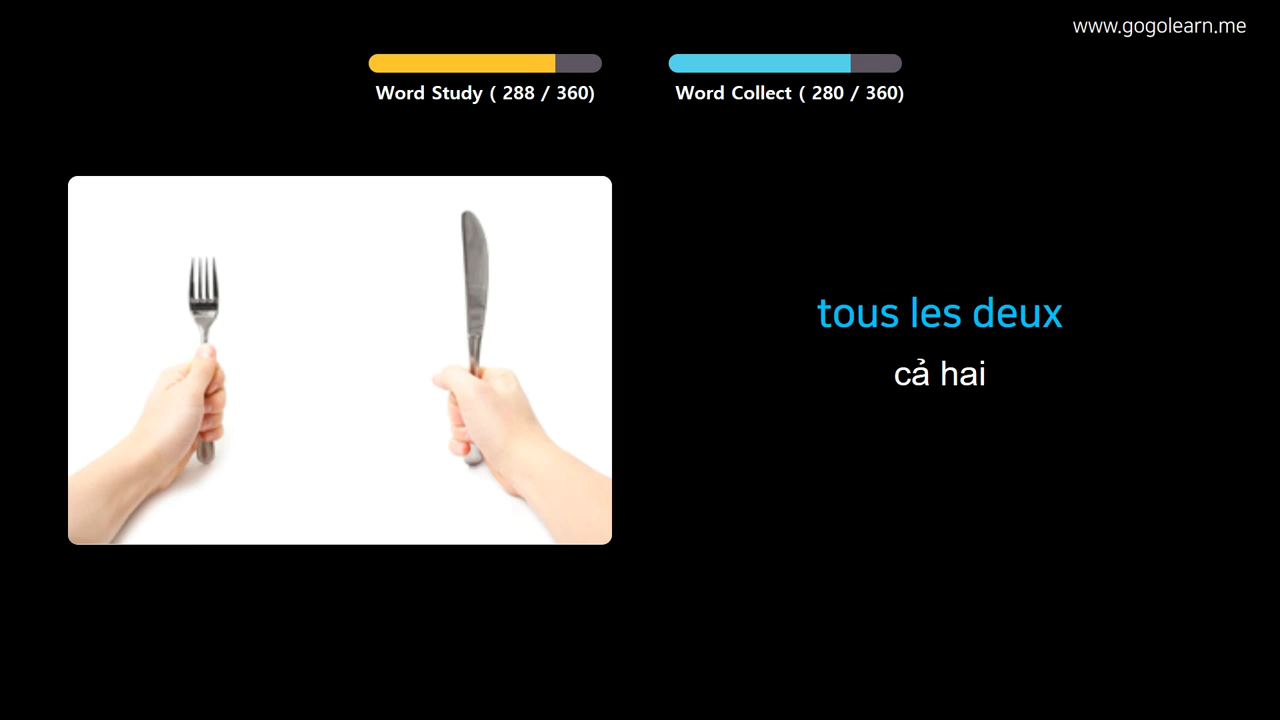 www.gogolearn.me
Word Study ( 288 / 360)
Word Collect ( 280 / 360)
tous les deux
cả hai